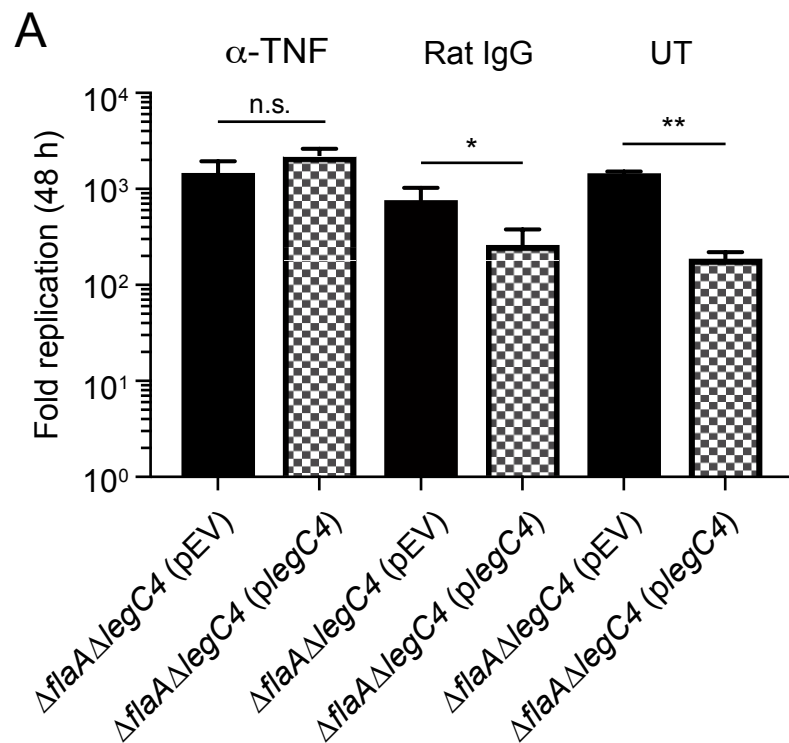 A
α-TNF Rat IgG UT
n.s. * **
Fold replication (48 h)
10⁴
10³
10²
10¹
10⁰
ΔflaAΔlegC4 (pEV)
ΔflaAΔlegC4 (plegC4)
ΔflaAΔlegC4 (pEV)
ΔflaAΔlegC4 (plegC4)
ΔflaAΔlegC4 (pEV)
ΔflaAΔlegC4 (plegC4)